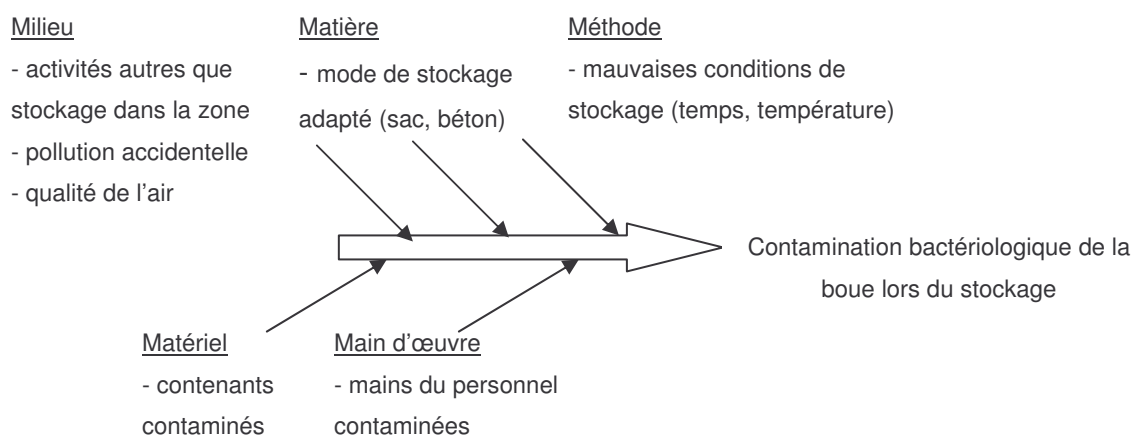 Milieu
- activités autres que
stockage dans la zone
- pollution accidentelle
- qualité de l'air
Matière
- mode de stockage
adapté (sac, béton)
Méthode
- mauvaises conditions de
stockage (temps, température)
Contamination bactériologique de la
boue lors du stockage
Matériel
- contenants
contaminés
Main d'œuvre
- mains du personnel
contaminées